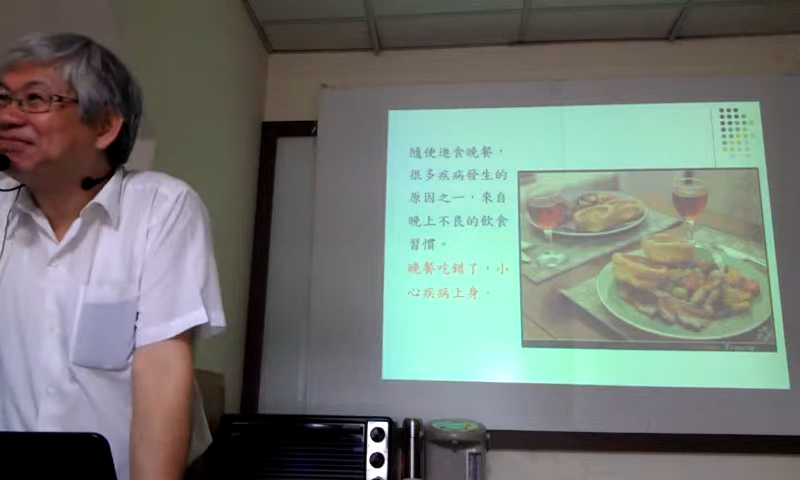 隨便進食晚餐，
很多疾病發生的
原因之一，來自
晚上不良的飲食
習慣。
晚餐吃錯了，小
心疾病上身。